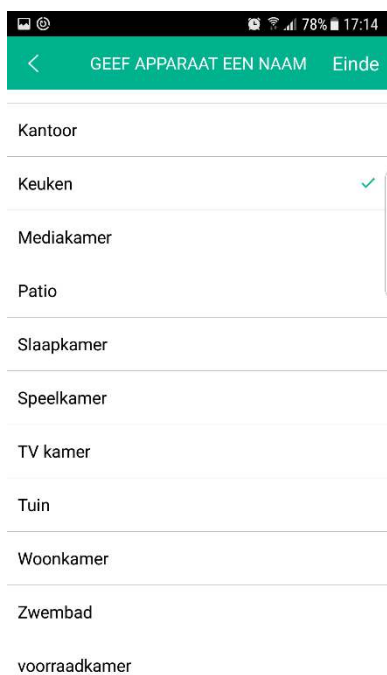 78% 17:14
GEEF APPARAAT EEN NAAM Einde
Kantoor
Keuken
Mediakamer
Patio
Slaapkamer
Speelkamer
TV kamer
Tuin
Woonkamer
Zwembad
voorraadkamer